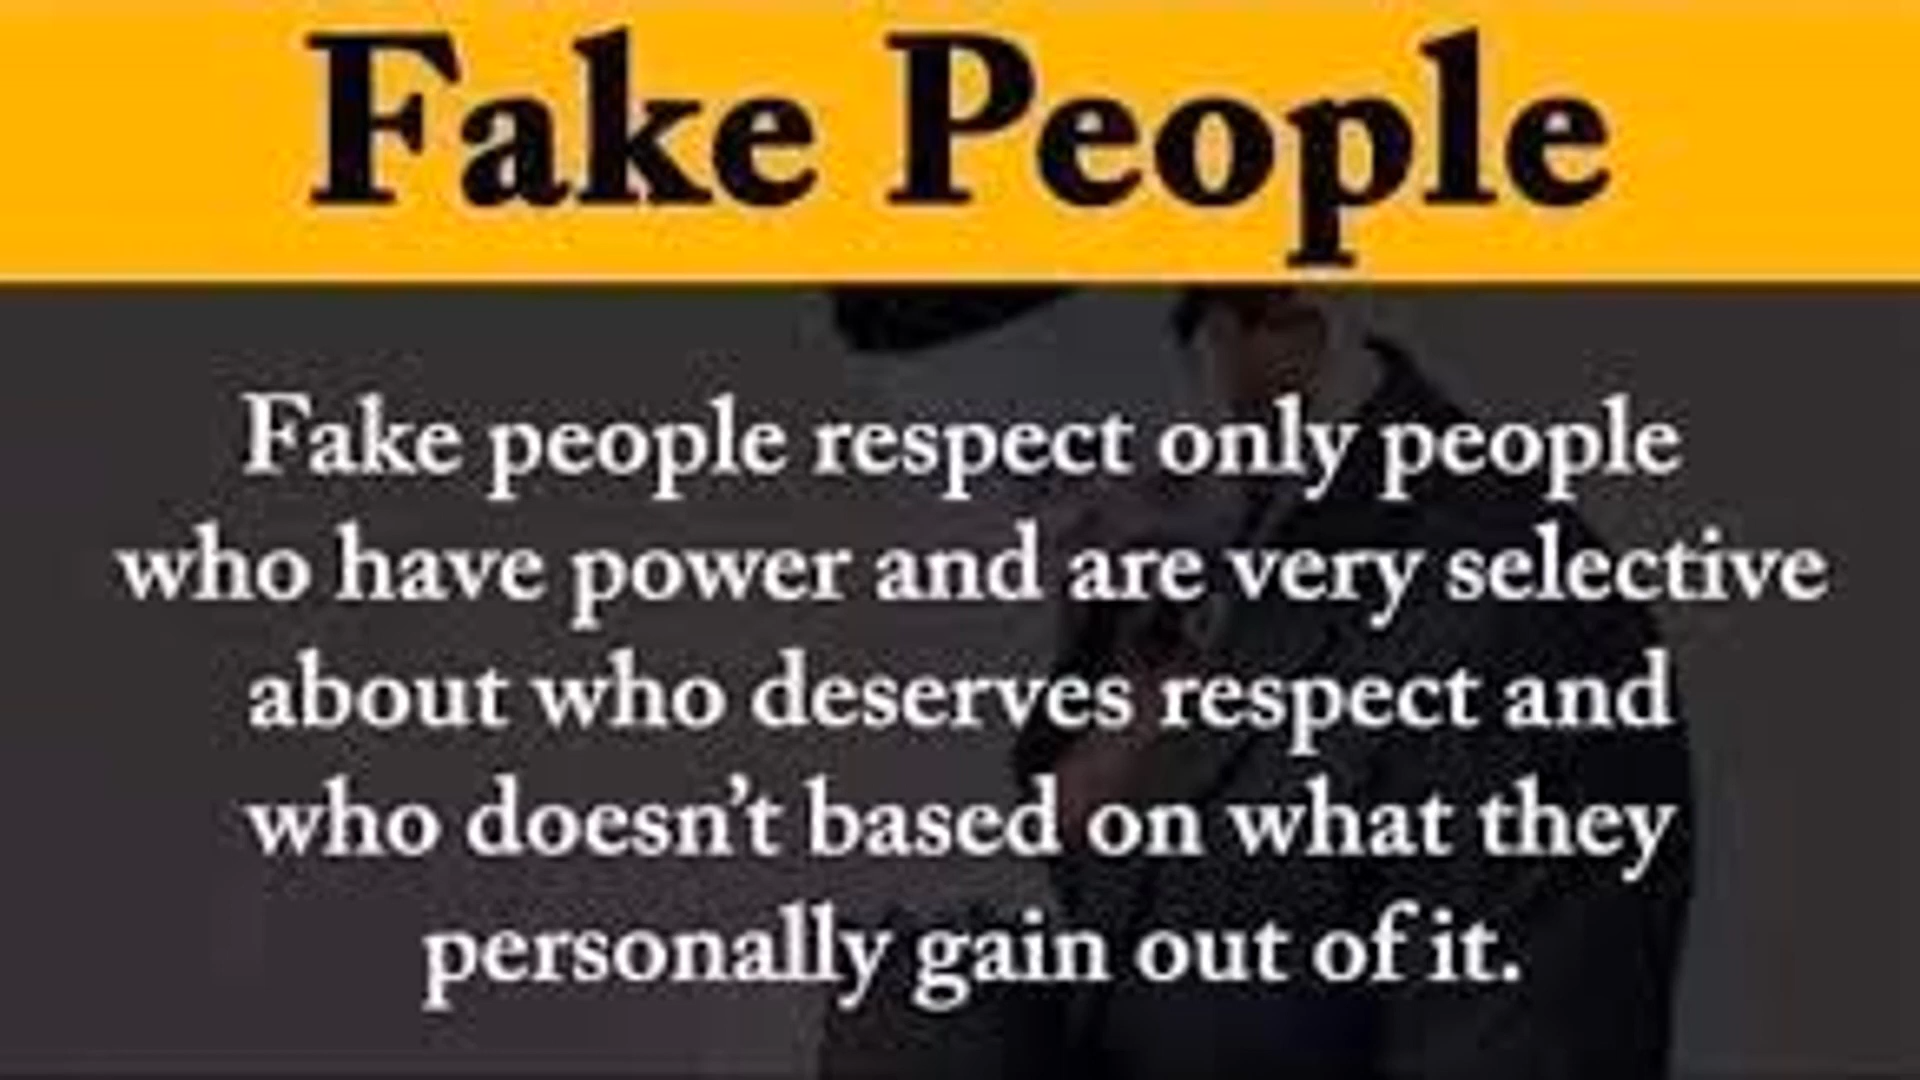 Fake People
Fake people respect only people
who have power and are very selective
about who deserves respect and
who doesn’t based on what they
personally gain out of it.